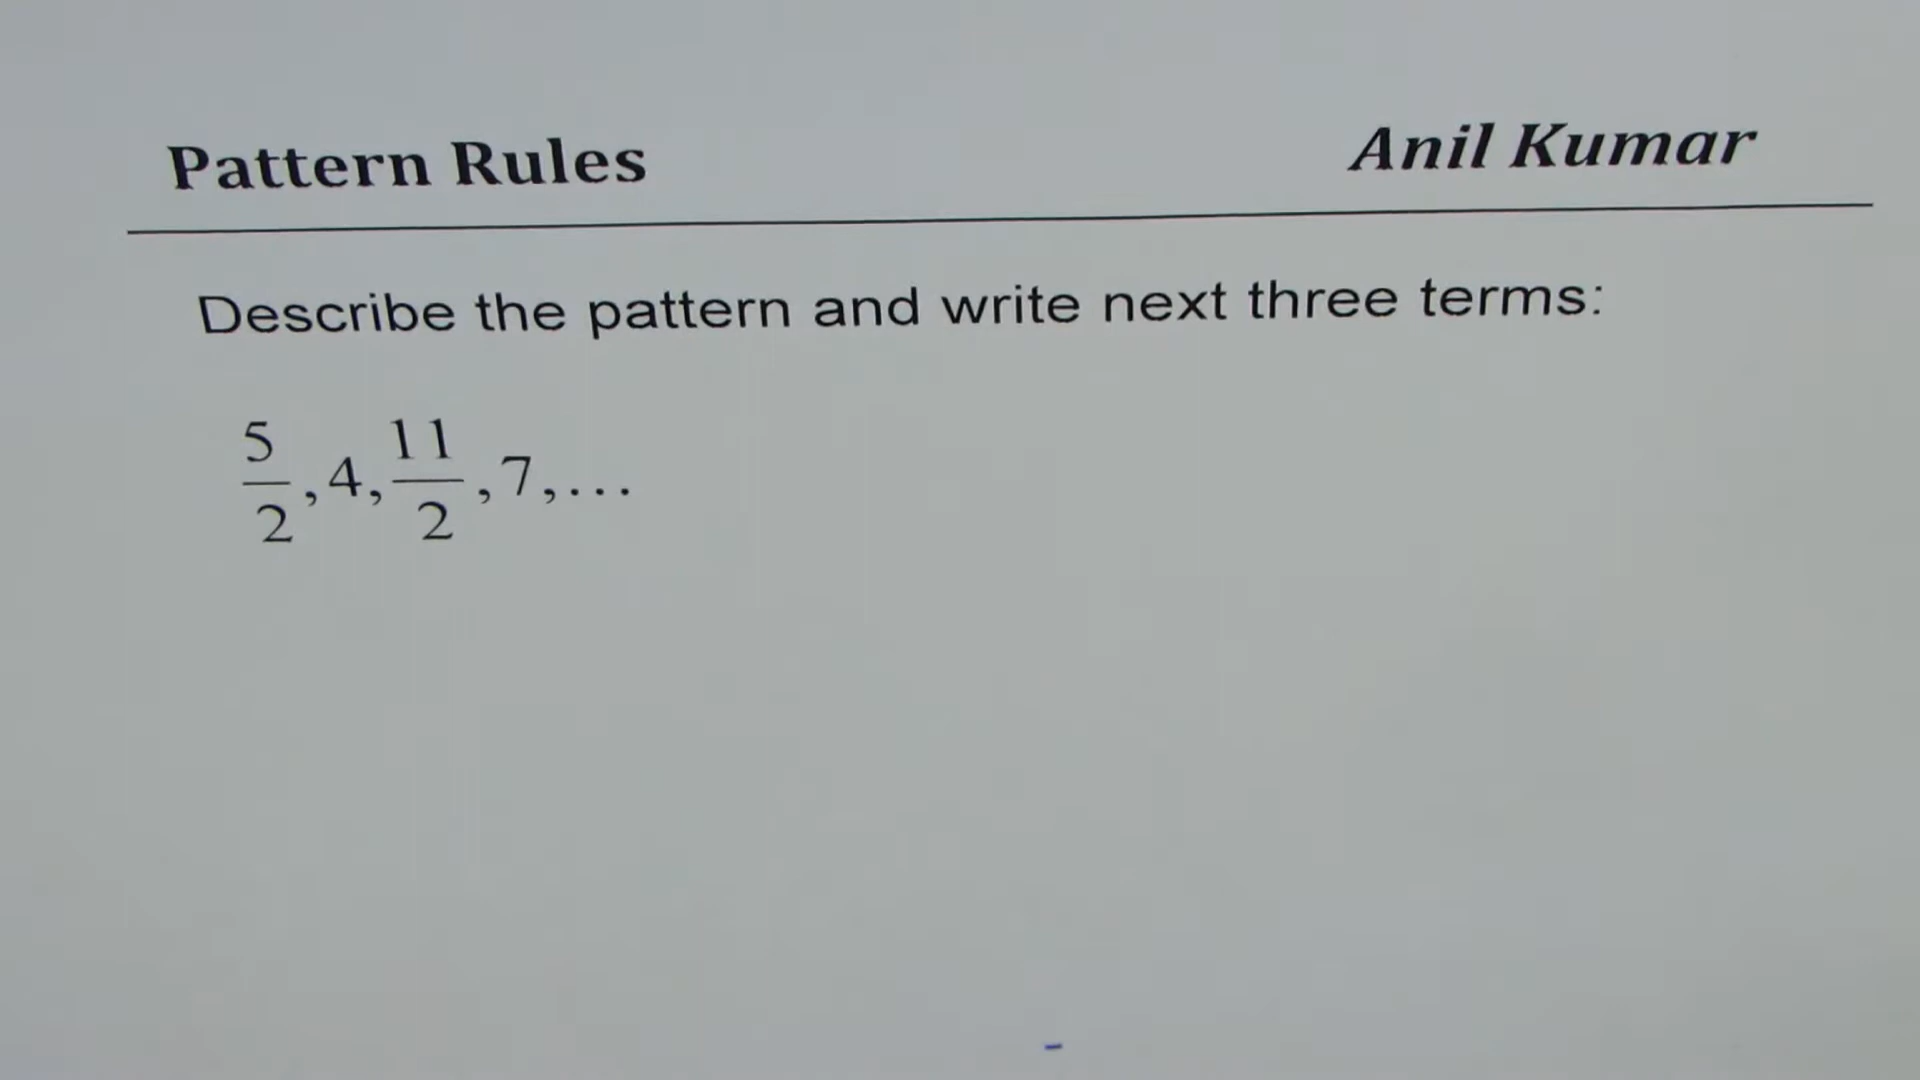 Pattern Rules Anil Kumar
Describe the pattern and write next three terms:
5/2, 4, 11/2, 7, ...